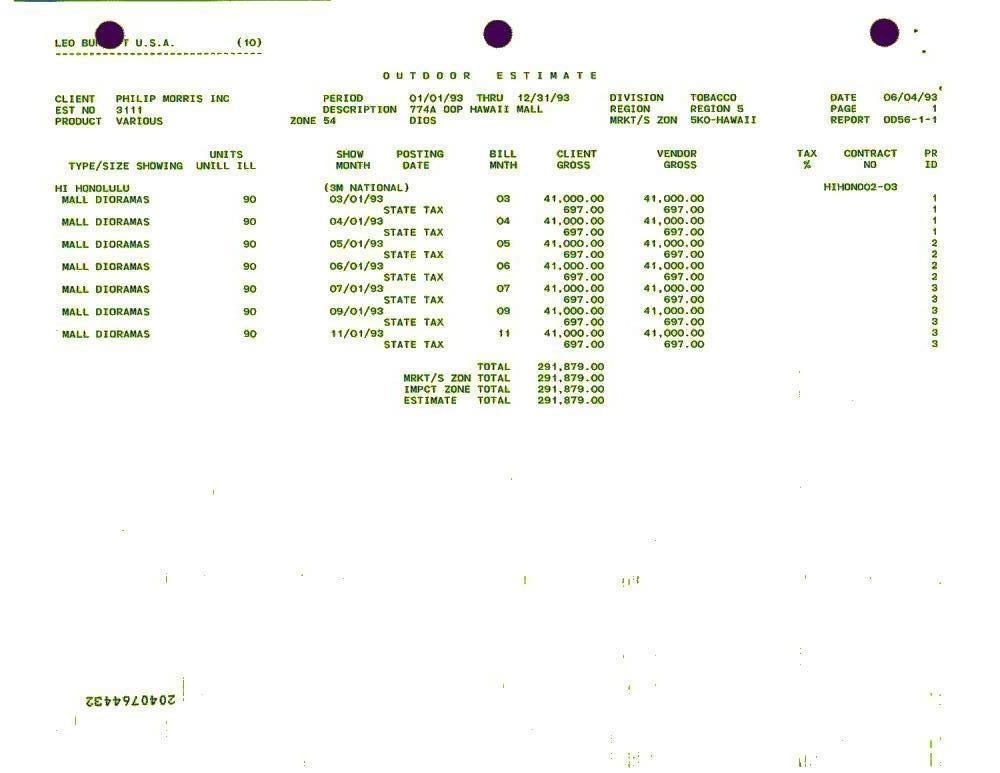 LEO BU T U.S.A. (10)
OUTDOOR ESTIMATE
CLIENT PHILIP MORRIS INC PERIOD 01/01/93 THRU 12/31/93 DIVISION TOBACCO DATE 06/04/93
EST NO 3111 DESCRIPTION 774A OOP HAWAII MALL REGION REGION 5 PAGE 1
PRODUCT VARIOUS ZONE 54 DIOS MRKT/S ZON 5KO-HAWAII REPORT OD56-1-1
UNITS SHOW POSTING BILL CLIENT VENDOR TAX CONTRACT PR
TYPE/SIZE SHOWING UNILL ILL MONTH DATE MNTH GROSS GROSS % NO ID
HI HONOLULU (3M NATIONAL) HIHONOO2-03
MALL DIORAMAS 90 03/01/93 03 41,000.00 41,000.00 1
STATE TAX 697.00 697.00 1
MALL DIORAMAS 90 04/01/93 04 41,000.00 41,000.00 1
STATE TAX 697.00 697.00 1
MALL DIORAMAS 90 05/01/93 05 41,000.00 41,000.00 2
STATE TAX 697.00 697.00 2
MALL DIORAMAS 90 06/01/93 06 41,000.00 41,000.00 2
STATE TAX 697.00 697.00 2
MALL DIORAMAS 90 07/01/93 07 41,000.00 41,000.00 3
STATE TAX 697.00 697.00 3
MALL DIORAMAS 90 09/01/93 09 41,000.00 41,000.00 3
STATE TAX 697.00 697.00 3
MALL DIORAMAS 90 11/01/93 11 41,000.00 41,000.00 3
STATE TAX 697.00 697.00 3
TOTAL 291,879.00
MRKT/S ZON TOTAL 291,879.00
IMPCT ZONE TOTAL 291,879.00
ESTIMATE TOTAL 291,879.00
2040764432